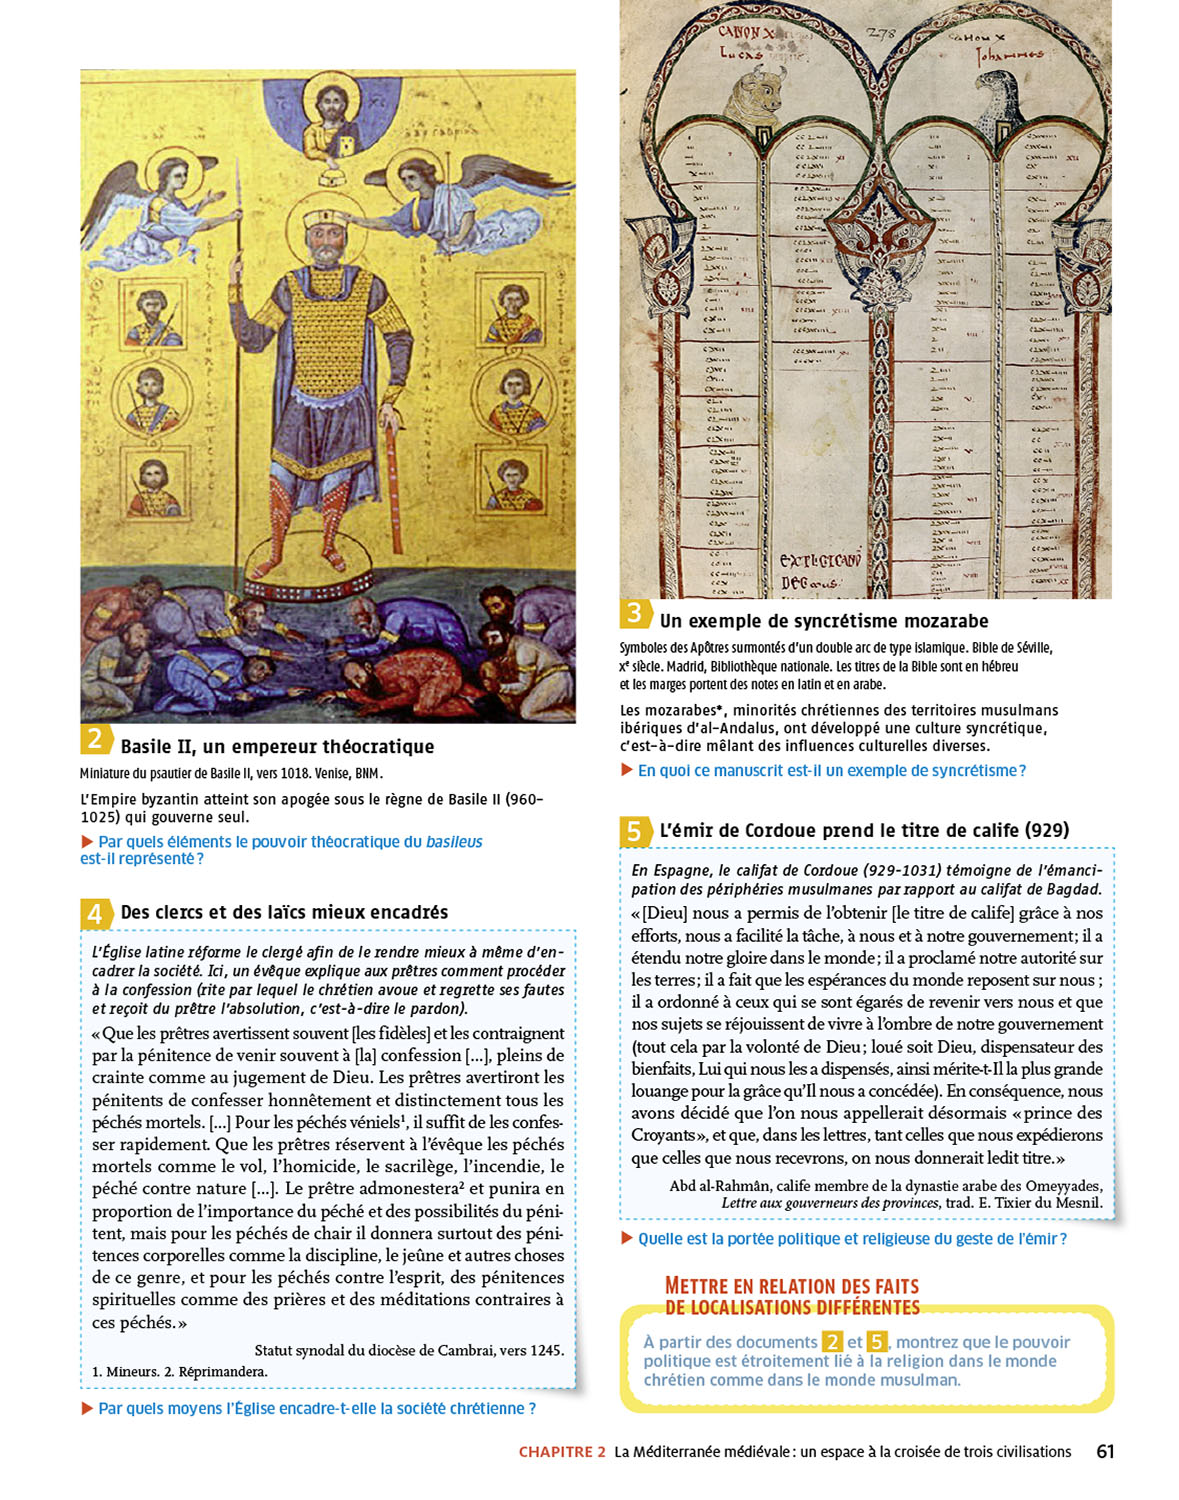 CANON X
Lucas
278
CANON X
Johannes
EXPLICIT CANON
2 Basile II, un empereur théocratique
Miniature du psautier de Basile II, vers 1018. Venise, BNM.
L’Empire byzantin atteint son apogée sous le règne de Basile II (960–
1025) qui gouverne seul.
▶ Par quels éléments le pouvoir théocratique du basileus
est-il représenté ?
4 Des clercs et des laïcs mieux encadrés
L’Église latine réforme le clergé afin de le rendre mieux à même d’en-
cadrer la société. Ici, un évêque explique aux prêtres comment procéder
à la confession (rite par lequel le chrétien avoue et regrette ses fautes
et reçoit du prêtre l’absolution, c’est-à-dire le pardon).
« Que les prêtres avertissent souvent [les fidèles] et les contraignent
par la pénitence de venir souvent à [la] confession [...], pleins de
crainte comme au jugement de Dieu. Les prêtres avertiront les
pénitents de confesser honnêtement et distinctement tous les
péchés mortels. [...] Pour les péchés véniels¹, il suffit de les confes-
ser rapidement. Que les prêtres réservent à l’évêque les péchés
mortels comme le vol, l’homicide, le sacrilège, l’incendie, le
péché contre nature [...]. Le prêtre admonestera² et punira en
proportion de l’importance du péché et des possibilités du péni-
tent, mais pour les péchés de chair il donnera surtout des péni-
tences corporelles comme la discipline, le jeûne et autres choses
de ce genre, et pour les péchés contre l’esprit, des pénitences
spirituelles comme des prières et des méditations contraires à
ces péchés. »
Statut synodal du diocèse de Cambrai, vers 1245.
1. Mineurs. 2. Réprimandera.
▶ Par quels moyens l’Église encadre-t-elle la société chrétienne ?
3 Un exemple de syncrétisme mozarabe
Symboles des Apôtres surmontés d’un double arc de type islamique. Bible de Séville,
Xᵉ siècle. Madrid, Bibliothèque nationale. Les titres de la Bible sont en hébreu
et les marges portent des notes en latin et en arabe.
Les mozarabes*, minorités chrétiennes des territoires musulmans
ibériques d’al-Andalus, ont développé une culture syncrétique,
c’est-à-dire mêlant des influences culturelles diverses.
▶ En quoi ce manuscrit est-il un exemple de syncrétisme ?
5 L’émir de Cordoue prend le titre de calife (929)
En Espagne, le califat de Cordoue (929-1031) témoigne de l’émanci-
pation des périphéries musulmanes par rapport au califat de Bagdad.
« [Dieu] nous a permis de l’obtenir [le titre de calife] grâce à nos
efforts, nous a facilité la tâche, à nous et à notre gouvernement ; il a
étendu notre gloire dans le monde ; il a proclamé notre autorité sur
les terres ; il a fait que les espérances du monde reposent sur nous ;
il a ordonné à ceux qui se sont égarés de revenir vers nous et que
nos sujets se réjouissent de vivre à l’ombre de notre gouvernement
(tout cela par la volonté de Dieu ; loué soit Dieu, dispensateur des
bienfaits, Lui qui nous les a dispensés, ainsi mérite-t-Il la plus grande
louange pour la grâce qu’Il nous a concédée). En conséquence, nous
avons décidé que l’on nous appellerait désormais « prince des
Croyants », et que, dans les lettres, tant celles que nous expédierons
que celles que nous recevrons, on nous donnerait ledit titre. »
Abd al-Rahmân, calife membre de la dynastie arabe des Omeyyades,
Lettre aux gouverneurs des provinces, trad. E. Tixier du Mesnil.
▶ Quelle est la portée politique et religieuse du geste de l’émir ?
METTRE EN RELATION DES FAITS
DE LOCALISATIONS DIFFÉRENTES
À partir des documents 2 et 5, montrez que le pouvoir
politique est étroitement lié à la religion dans le monde
chrétien comme dans le monde musulman.
CHAPITRE 2 La Méditerranée médiévale : un espace à la croisée de trois civilisations 61